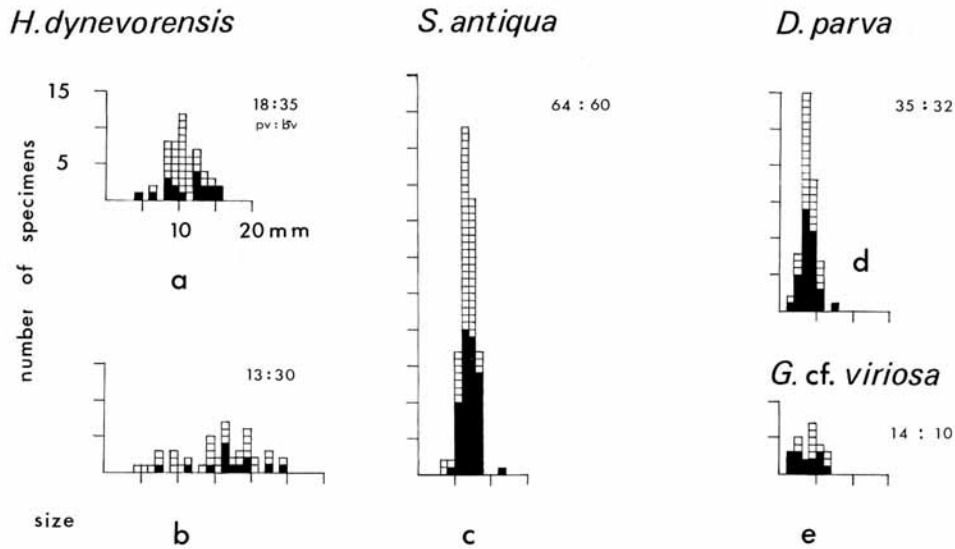 H. dynevorensis
S. antiqua
D. parva
15
5
18:35
pv : bv
10
20 mm
a
64 : 60
35 : 32
d
number of specimens
13:30
G. cf. viriosa
14 : 10
size
b
c
e